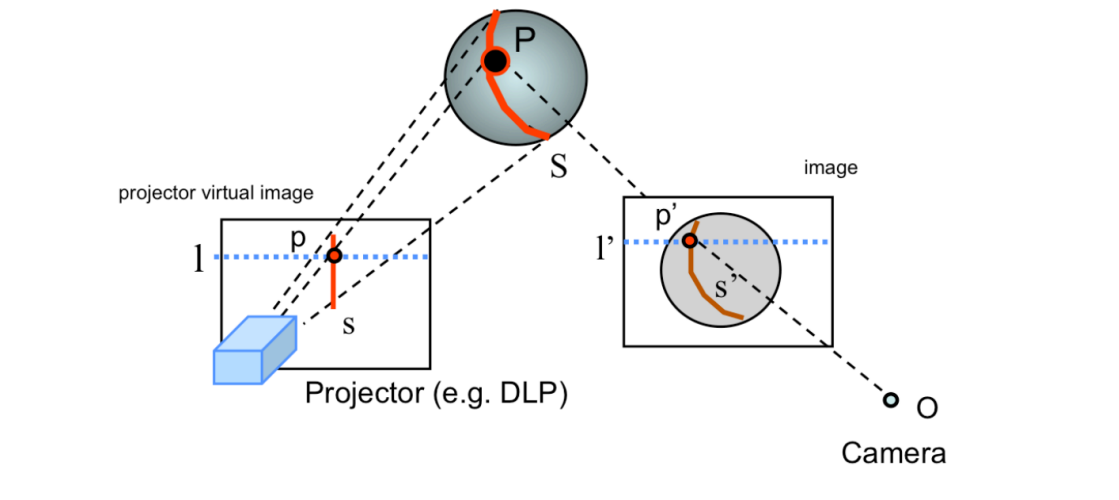 P
S
projector virtual image
image
p
l
s
p’
l’
s’
Projector (e.g. DLP)
O
Camera